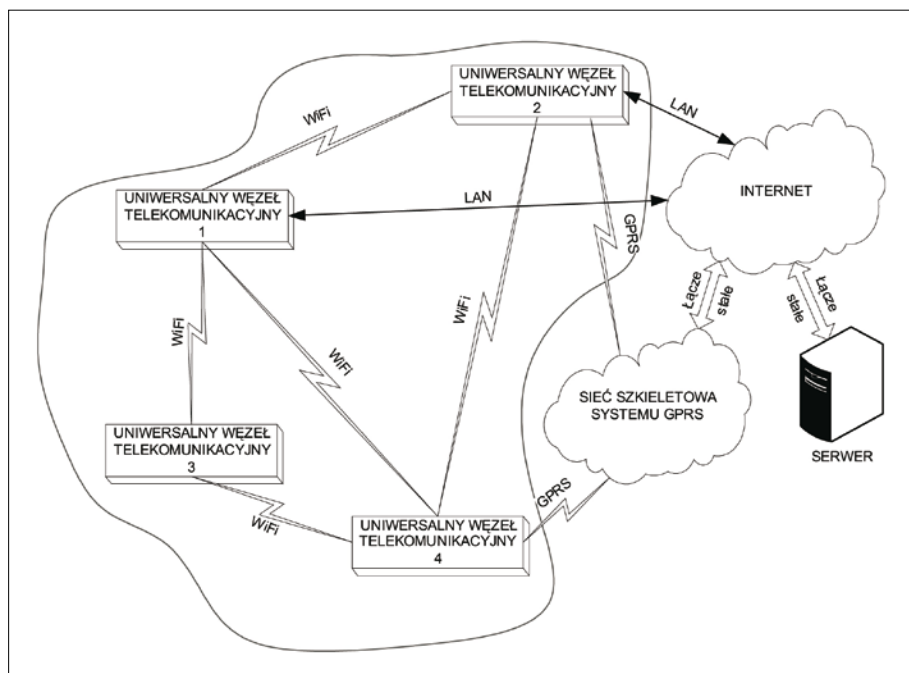 UNIWERSALNY WĘZEŁ
TELEKOMUNIKACYJNY
2
WiFi
LAN
INTERNET
UNIWERSALNY WĘZEŁ
TELEKOMUNIKACYJNY
1
LAN
GPRS
Łącze
stałe
Łącze
stałe
WiFi
WiFi
WiFi
SIEĆ SZKIELETOWA
SYSTEMU GPRS
SERWER
UNIWERSALNY WĘZEŁ
TELEKOMUNIKACYJNY
3
WiFi
GPRS
UNIWERSALNY WĘZEŁ
TELEKOMUNIKACYJNY
4